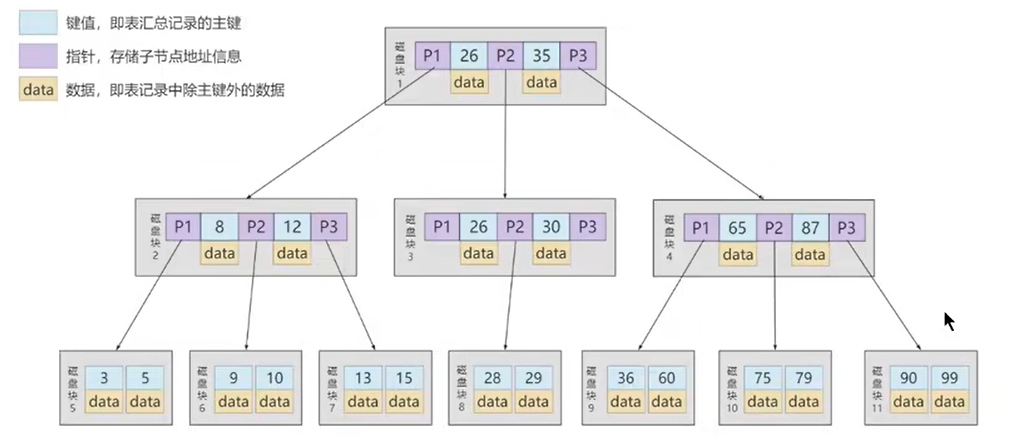 键值，即表汇总记录的主键
指针，存储子节点地址信息
data 数据，即表记录中除主键外的数据
磁盘块1 P1 26 P2 35 P3
data data
磁盘块2 P1 8 P2 12 P3
data data
磁盘块3 P1 26 P2 30 P3
data data
磁盘块4 P1 65 P2 87 P3
data data
磁盘块5 3 5
data data
磁盘块6 9 10
data data
磁盘块7 13 15
data data
磁盘块8 28 29
data data
磁盘块9 36 60
data data
磁盘块10 75 79
data data
磁盘块11 90 99
data data